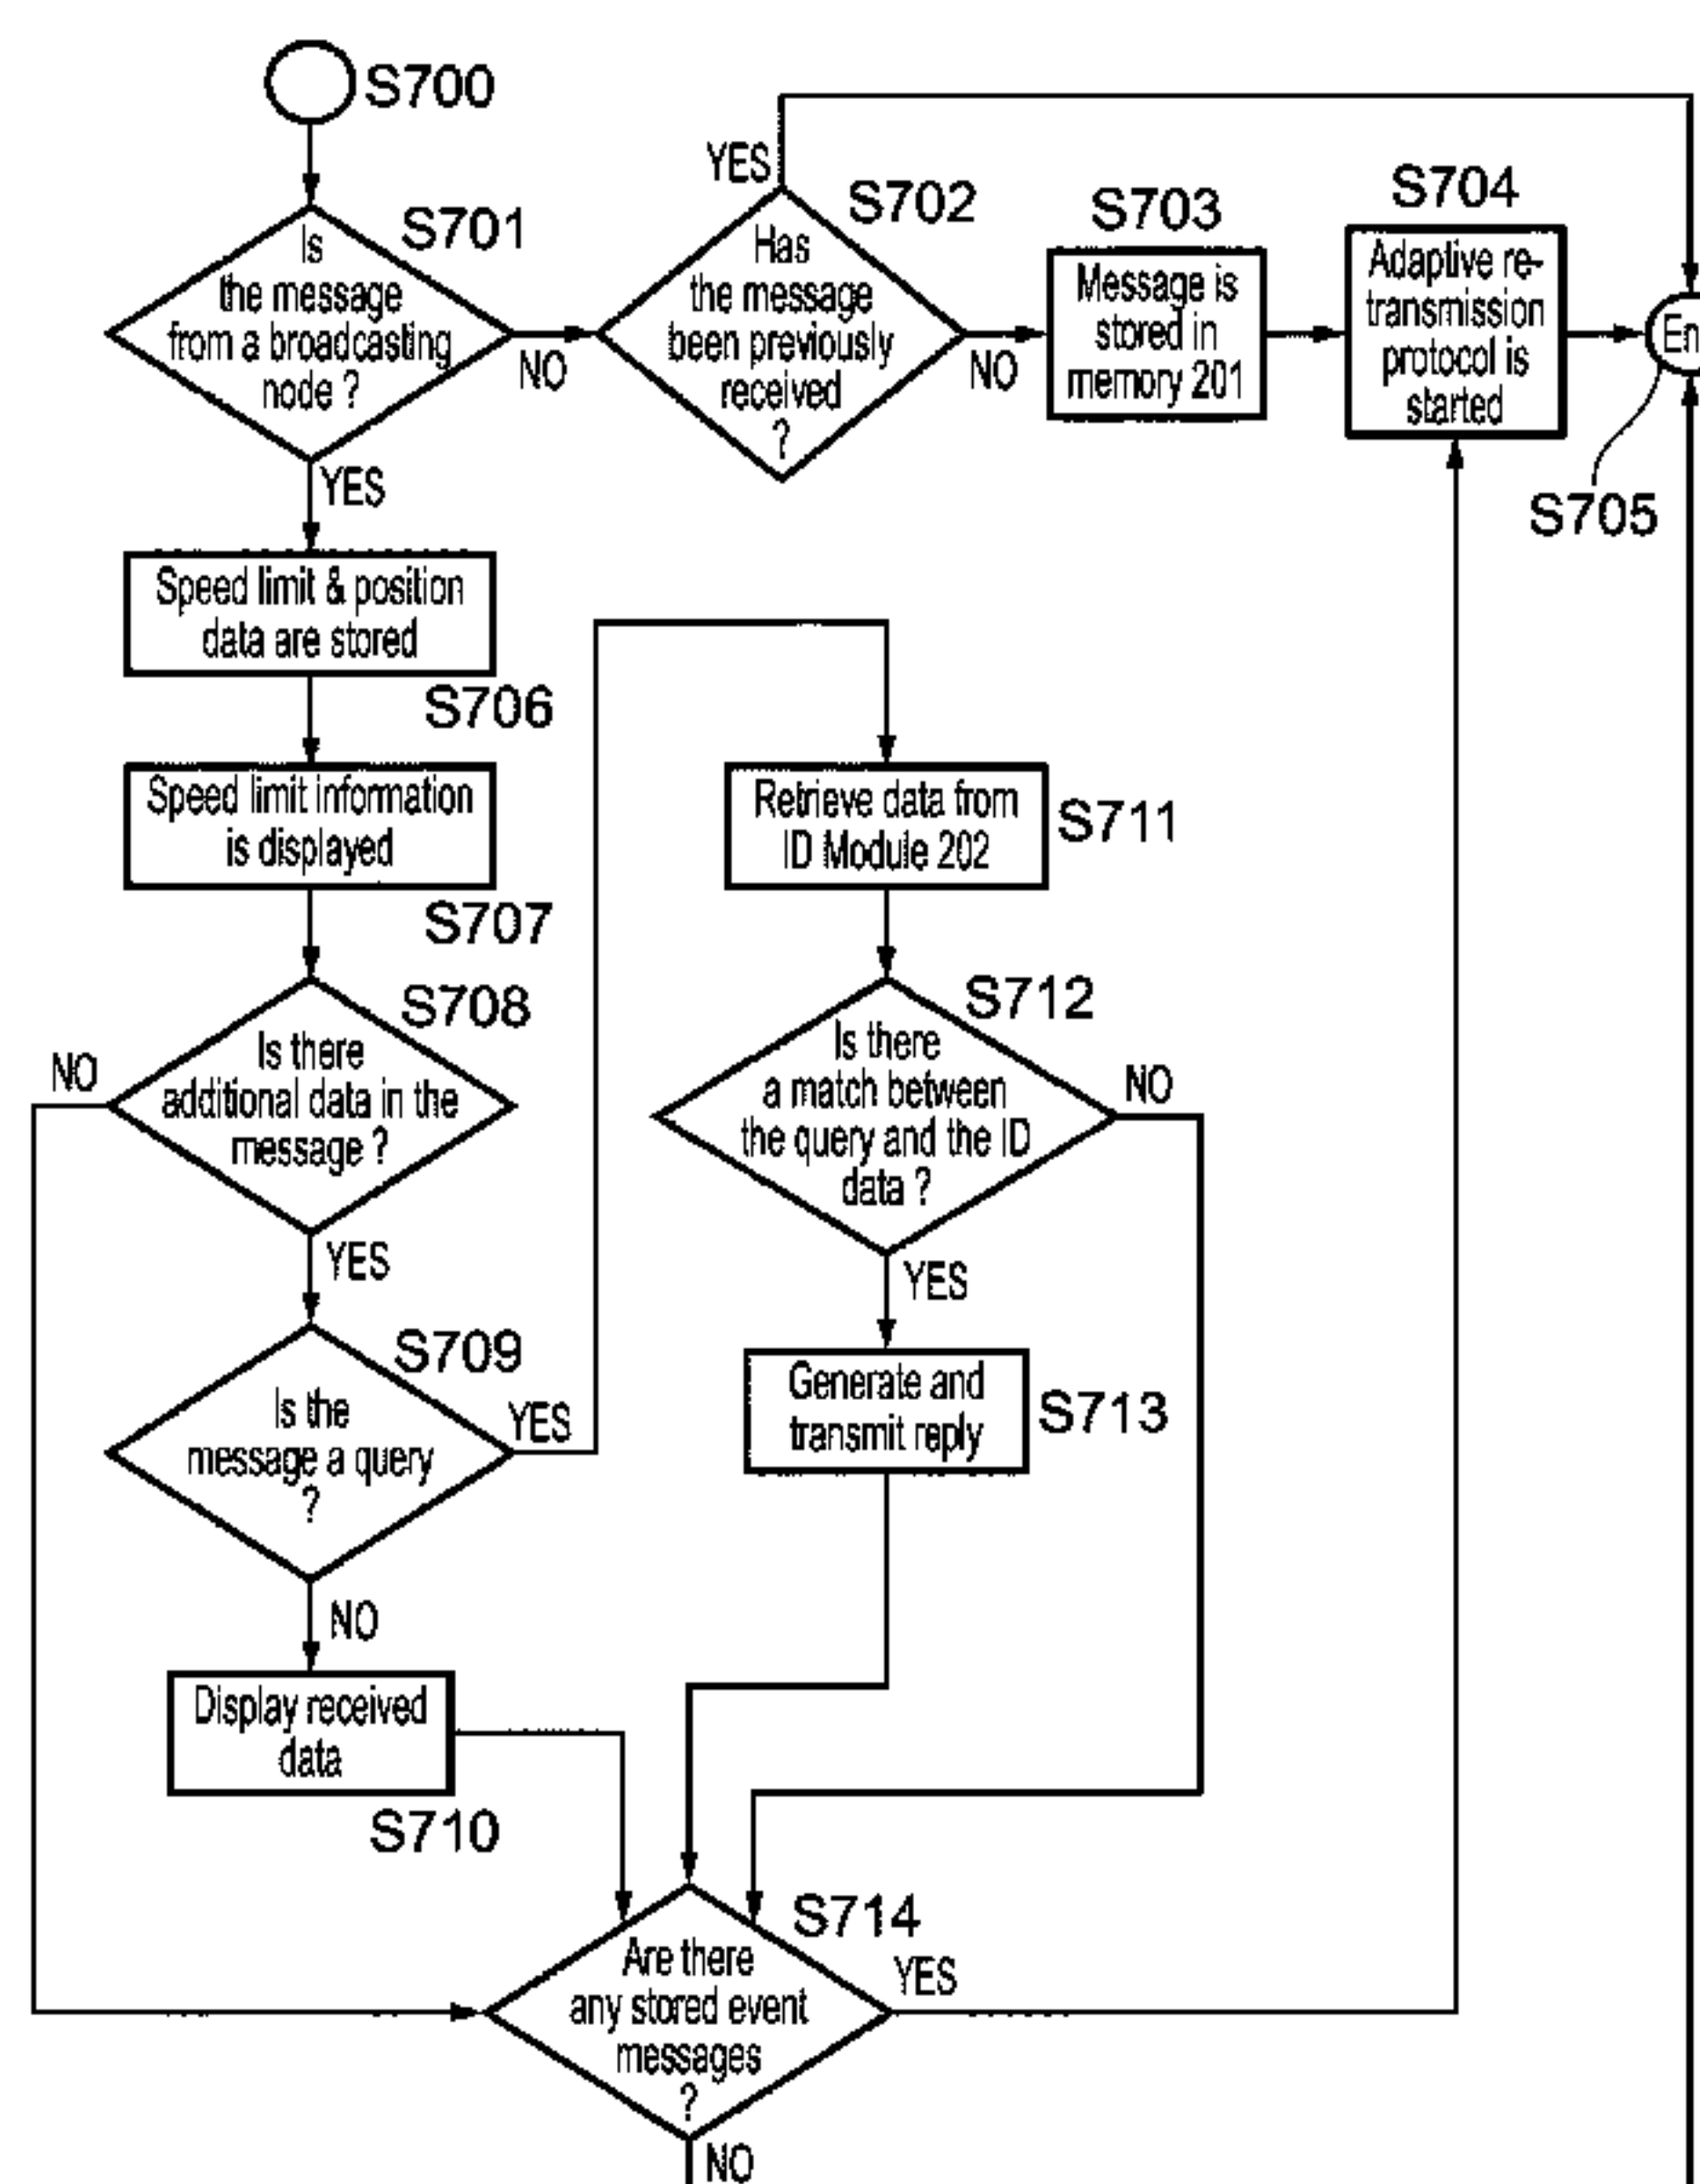 S700
S701
Is
the message
from a broadcasting
node ?
YES
NO
YES
S702
Has
the message
been previously
received
?
NO
S703
Message is
stored in
memory 201
S704
Adaptive re-
transmission
protocol is
started
En
S705
Speed limit & position
data are stored
S706
Speed limit information
is displayed
S707
S708
Is there
additional data in the
message ?
NO
YES
S709
Is the
message a query
?
YES
NO
Display received
data
S710
Retrieve data from
ID Module 202
S711
S712
Is there
a match between
the query and the ID
data ?
NO
YES
Generate and
transmit reply
S713
S714
Are there
any stored event
messages
?
YES
NO